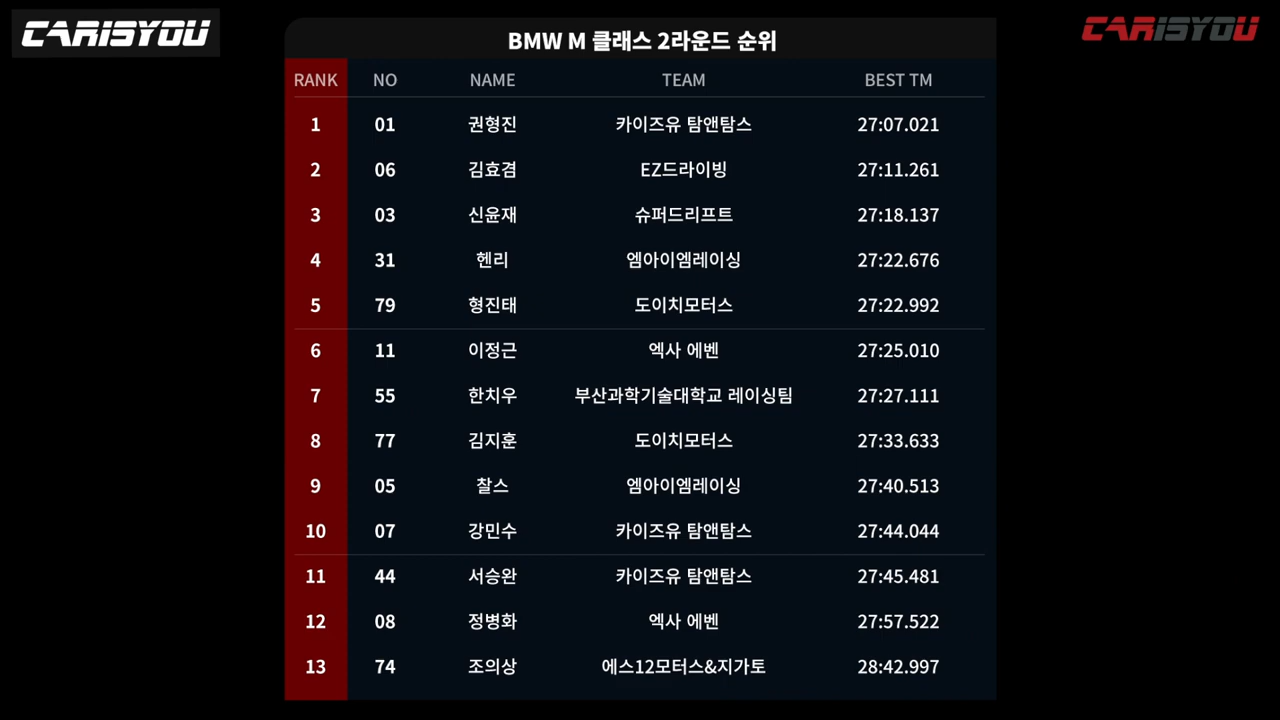 CARISYOU
CARISYOU
BMW M 클래스 2라운드 순위
RANK NO NAME TEAM BEST TM
1 01 권형진 카이즈유 탐앤탐스 27:07.021
2 06 김효겸 EZ드라이빙 27:11.261
3 03 신윤재 슈퍼드리프트 27:18.137
4 31 헨리 엠아이엠레이싱 27:22.676
5 79 형진태 도이치모터스 27:22.992
6 11 이정근 엑사 에벤 27:25.010
7 55 한치우 부산과학기술대학교 레이싱팀 27:27.111
8 77 김지훈 도이치모터스 27:33.633
9 05 찰스 엠아이엠레이싱 27:40.513
10 07 강민수 카이즈유 탐앤탐스 27:44.044
11 44 서승완 카이즈유 탐앤탐스 27:45.481
12 08 정병화 엑사 에벤 27:57.522
13 74 조의상 에스12모터스&지가토 28:42.997